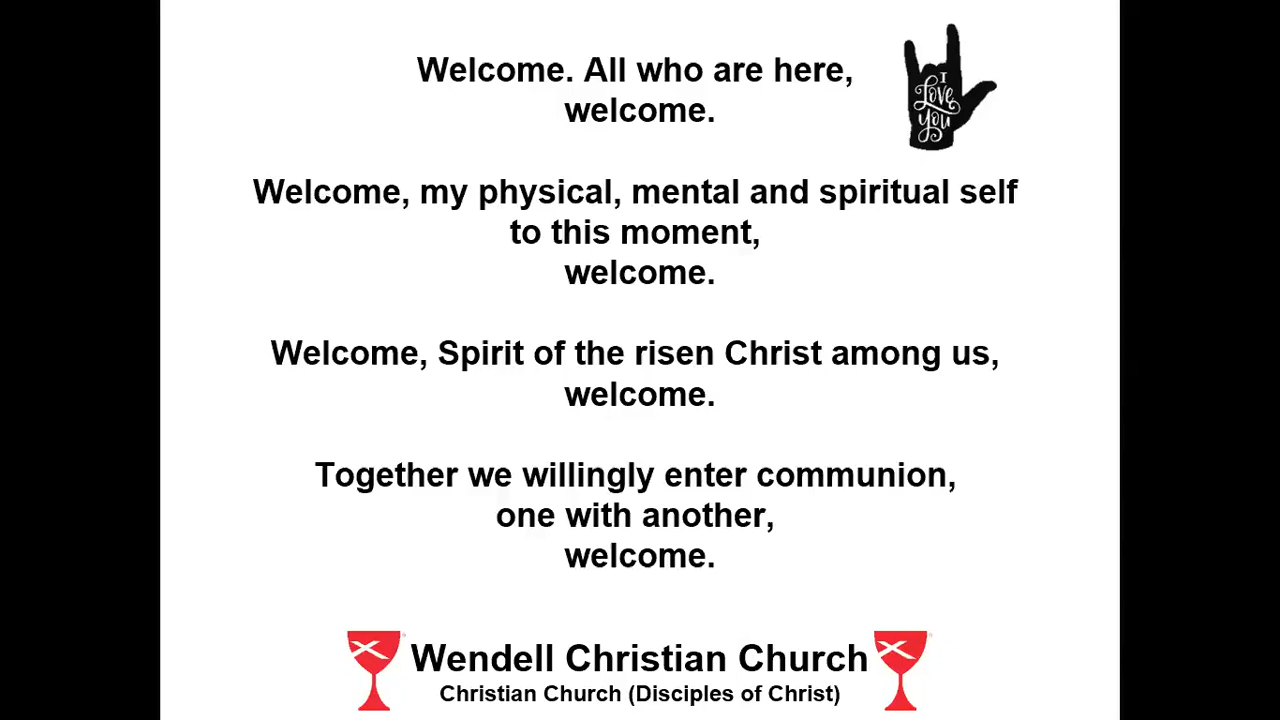 Welcome. All who are here,
welcome.
I
Love
you
Welcome, my physical, mental and spiritual self
to this moment,
welcome.
Welcome, Spirit of the risen Christ among us,
welcome.
Together we willingly enter communion,
one with another,
welcome.
Wendell Christian Church
Christian Church (Disciples of Christ)